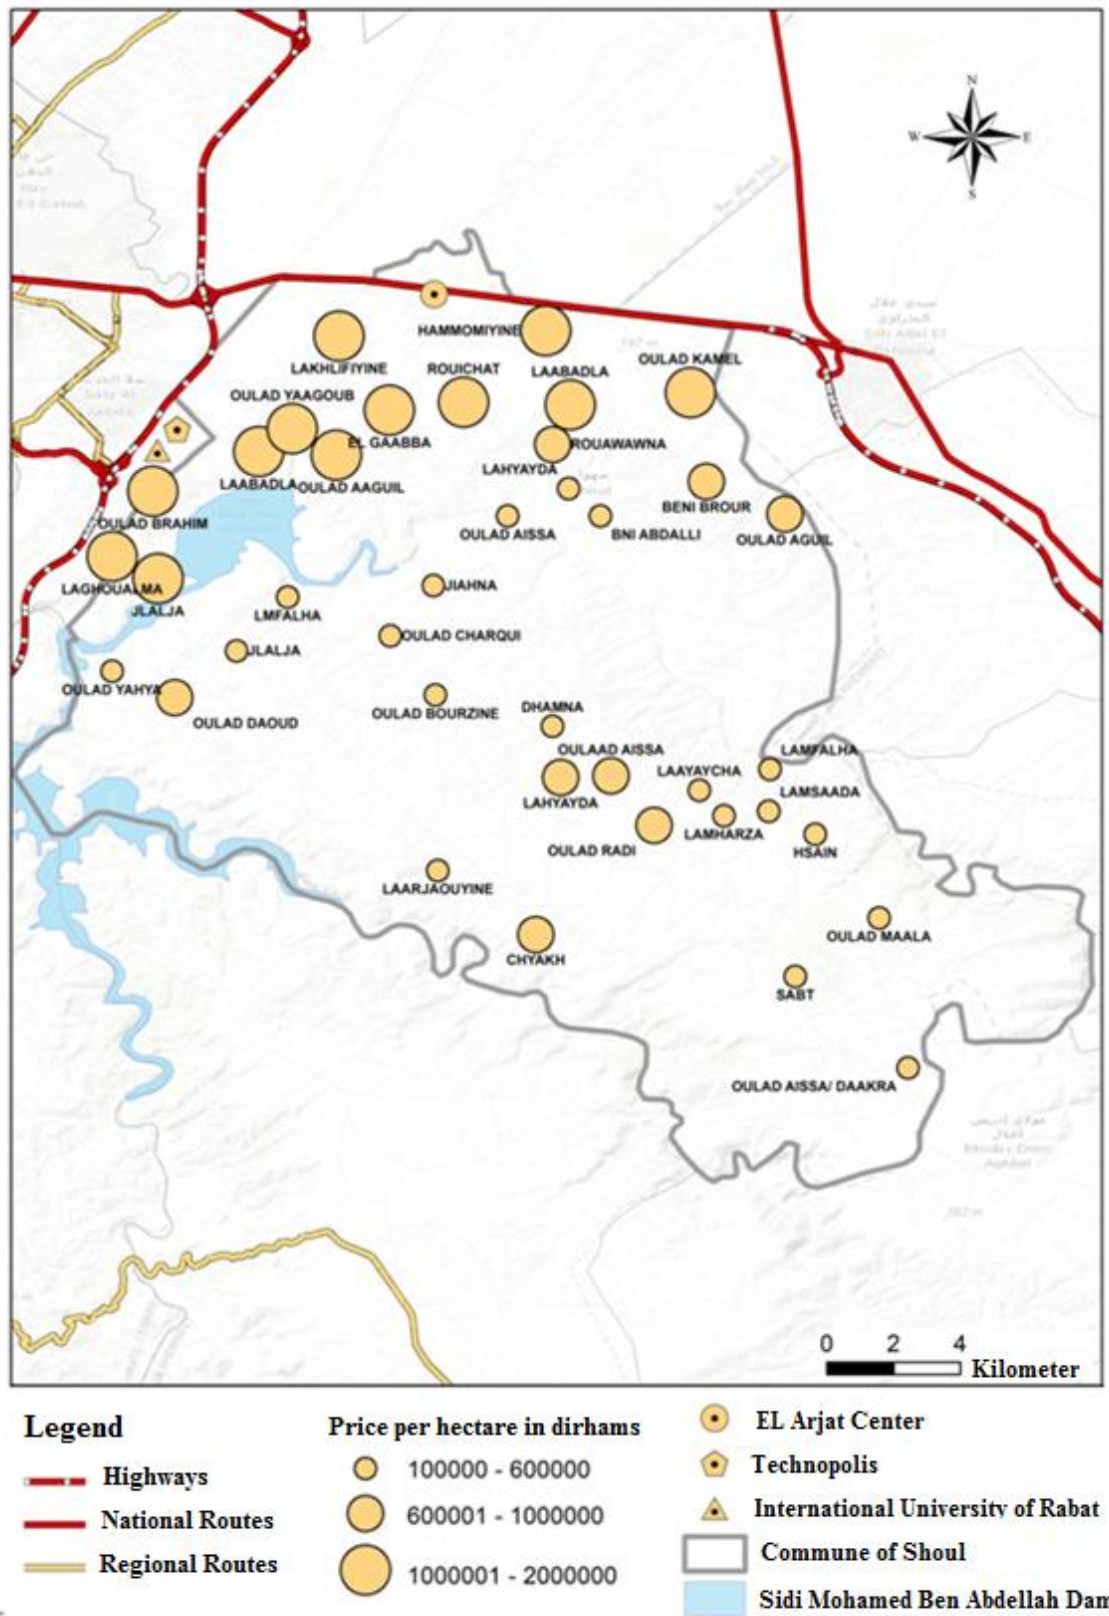 N
W E
S
HAMMOMIYINE
LAKHLIFIYINE
ROUICHAT
LAABADLA
OULAD KAMEL
OULAD YAAGOUB
EL GAABBA
ROUAWAWNA
LAHYAYDA
LAABADLA
OULAD AAGUIL
BENI BROUR
OULAD BRAHIM
OULAD AISSA
BNI ABDALLI
OULAD AGUIL
LAGHOUALMA
JLALJA
JIAHNA
LMFALHA
OULAD CHARQUI
JLALJA
OULAD YAHYA
OULAD DAOUD
OULAD BOURZINE
DHAMNA
OULAAD AISSA
LAMFALHA
LAAYAYCHA
LAHYAYDA
LAMSAADA
LAMHARZA
OULAD RADI
HSAIN
LAARJAOUYINE
OULAD MAALA
CHYAKH
SABT
OULAD AISSA/ DAAKRA
0 2 4
Kilometer
Legend
Highways
National Routes
Regional Routes
Price per hectare in dirhams
100000 - 600000
600001 - 1000000
1000001 - 2000000
EL Arjat Center
Technopolis
International University of Rabat
Commune of Shoul
Sidi Mohamed Ben Abdellah Dam